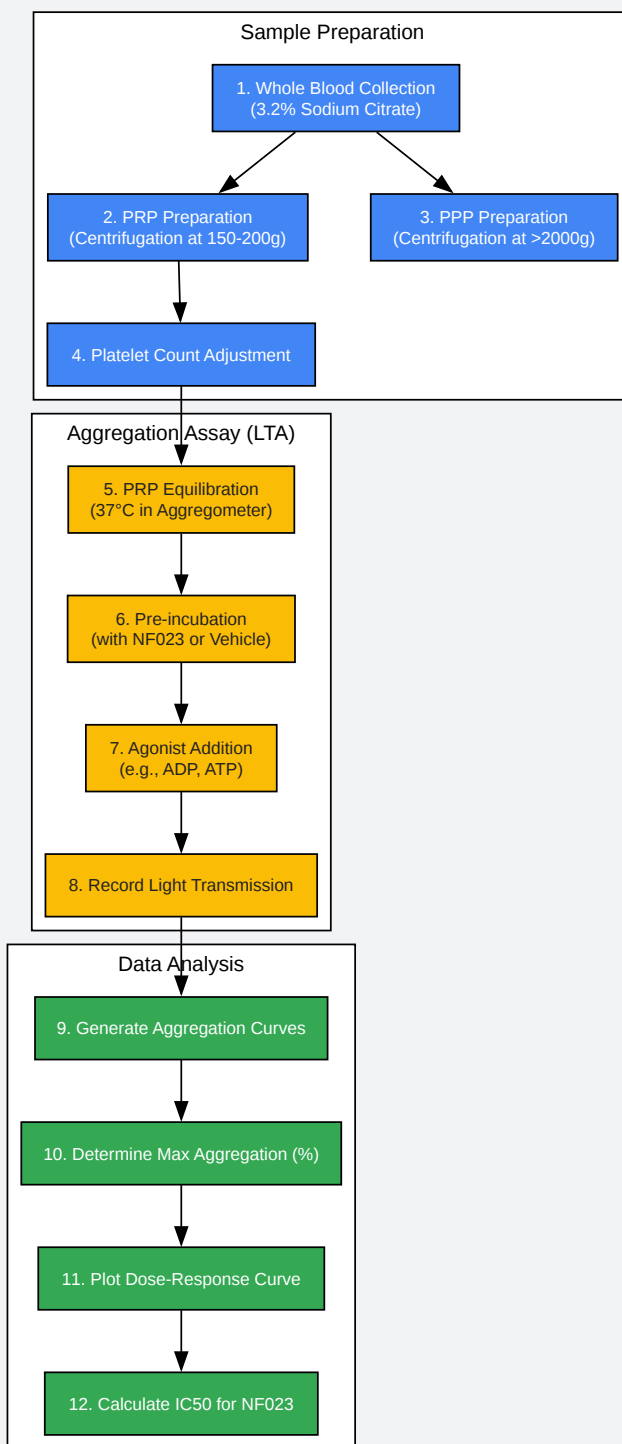 Sample Preparation
1. Whole Blood Collection
(3.2% Sodium Citrate)
2. PRP Preparation
(Centrifugation at 150-200g)
3. PPP Preparation
(Centrifugation at >2000g)
4. Platelet Count Adjustment
Aggregation Assay (LTA)
5. PRP Equilibration
(37°C in Aggregometer)
6. Pre-incubation
(with NF023 or Vehicle)
7. Agonist Addition
(e.g., ADP, ATP)
8. Record Light Transmission
Data Analysis
9. Generate Aggregation Curves
10. Determine Max Aggregation (%)
11. Plot Dose-Response Curve
12. Calculate IC50 for NF023